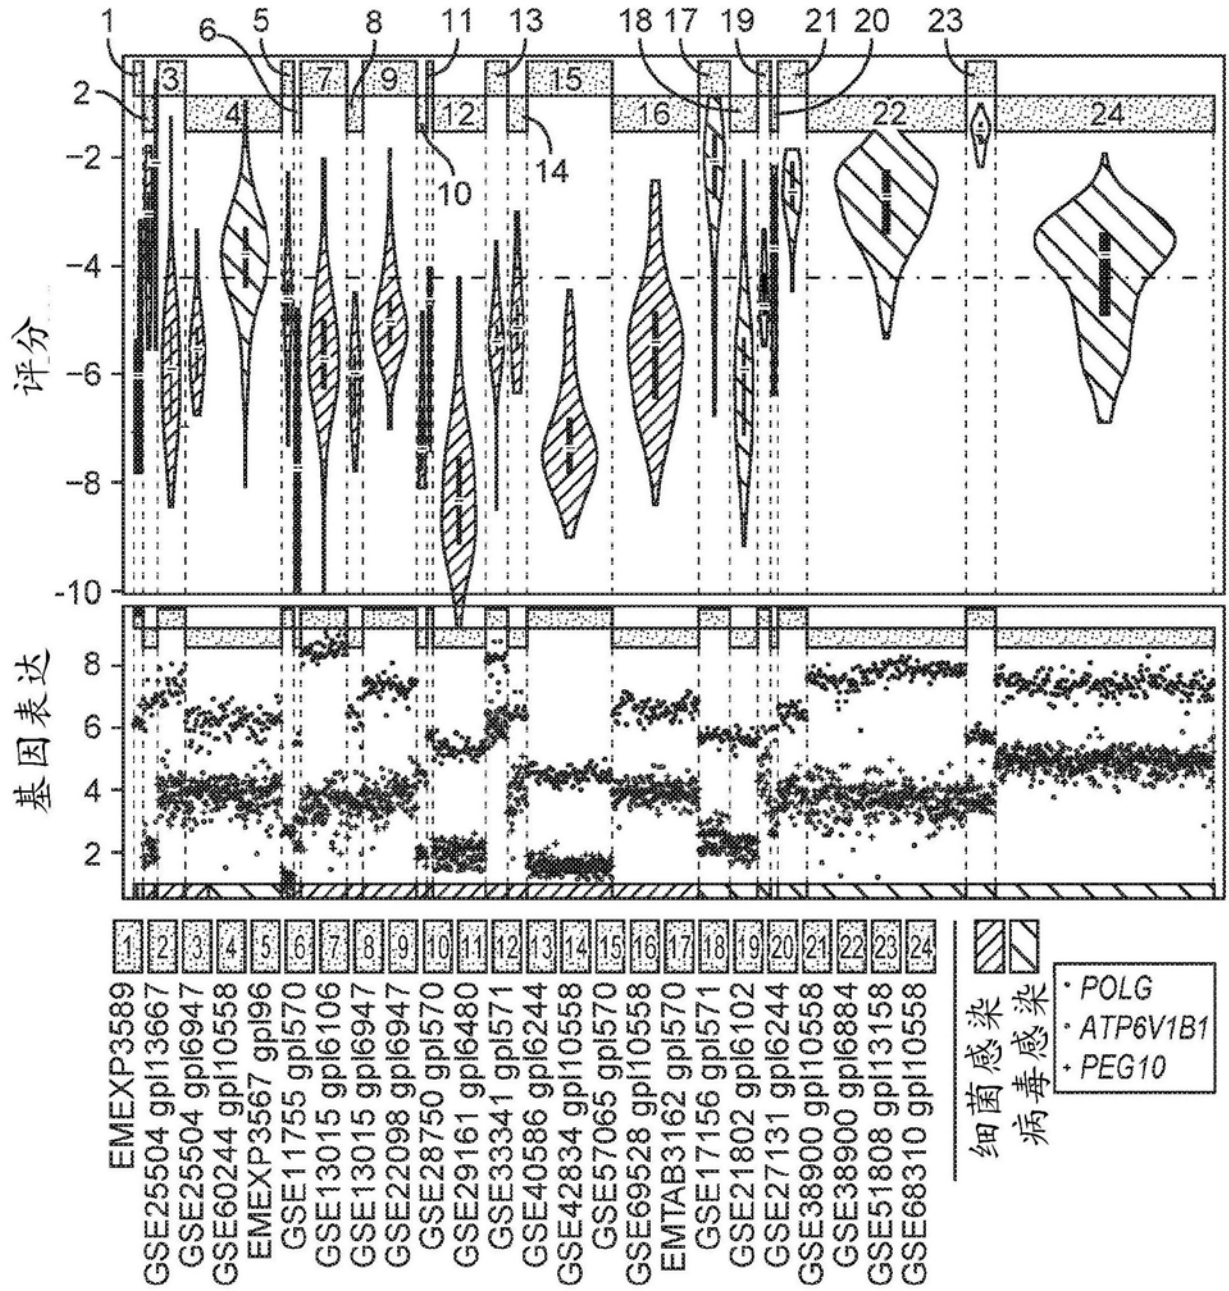 1
6
5
8
11
13
18
17
19
21
20
23
3
7
9
15
2
4
12
16
22
24
10
14
评分
2
−2
−4
−6
−8
-10
基因表达
8
6
4
2
1
2
3
4
5
6
7
8
9
10
11
12
13
14
15
16
17
18
19
20
21
22
23
24
EMEXP3589
GSE25504 gpl13667
GSE25504 gpl6947
GSE60244 gpl10558
EMEXP3567 gpl96
GSE11755 gpl570
GSE13015 gpl6106
GSE13015 gpl6947
GSE22098 gpl6947
GSE28750 gpl570
GSE29161 gpl6480
GSE33341 gpl571
GSE40586 gpl6244
GSE42834 gpl10558
GSE57065 gpl570
GSE69528 gpl10558
EMTAB3162 gpl570
GSE17156 gpl571
GSE21802 gpl6102
GSE27131 gpl6244
GSE38900 gpl10558
GSE38900 gpl6884
GSE51808 gpl13158
GSE68310 gpl10558
细菌感染
病毒感染
POLG
ATP6V1B1
PEG10